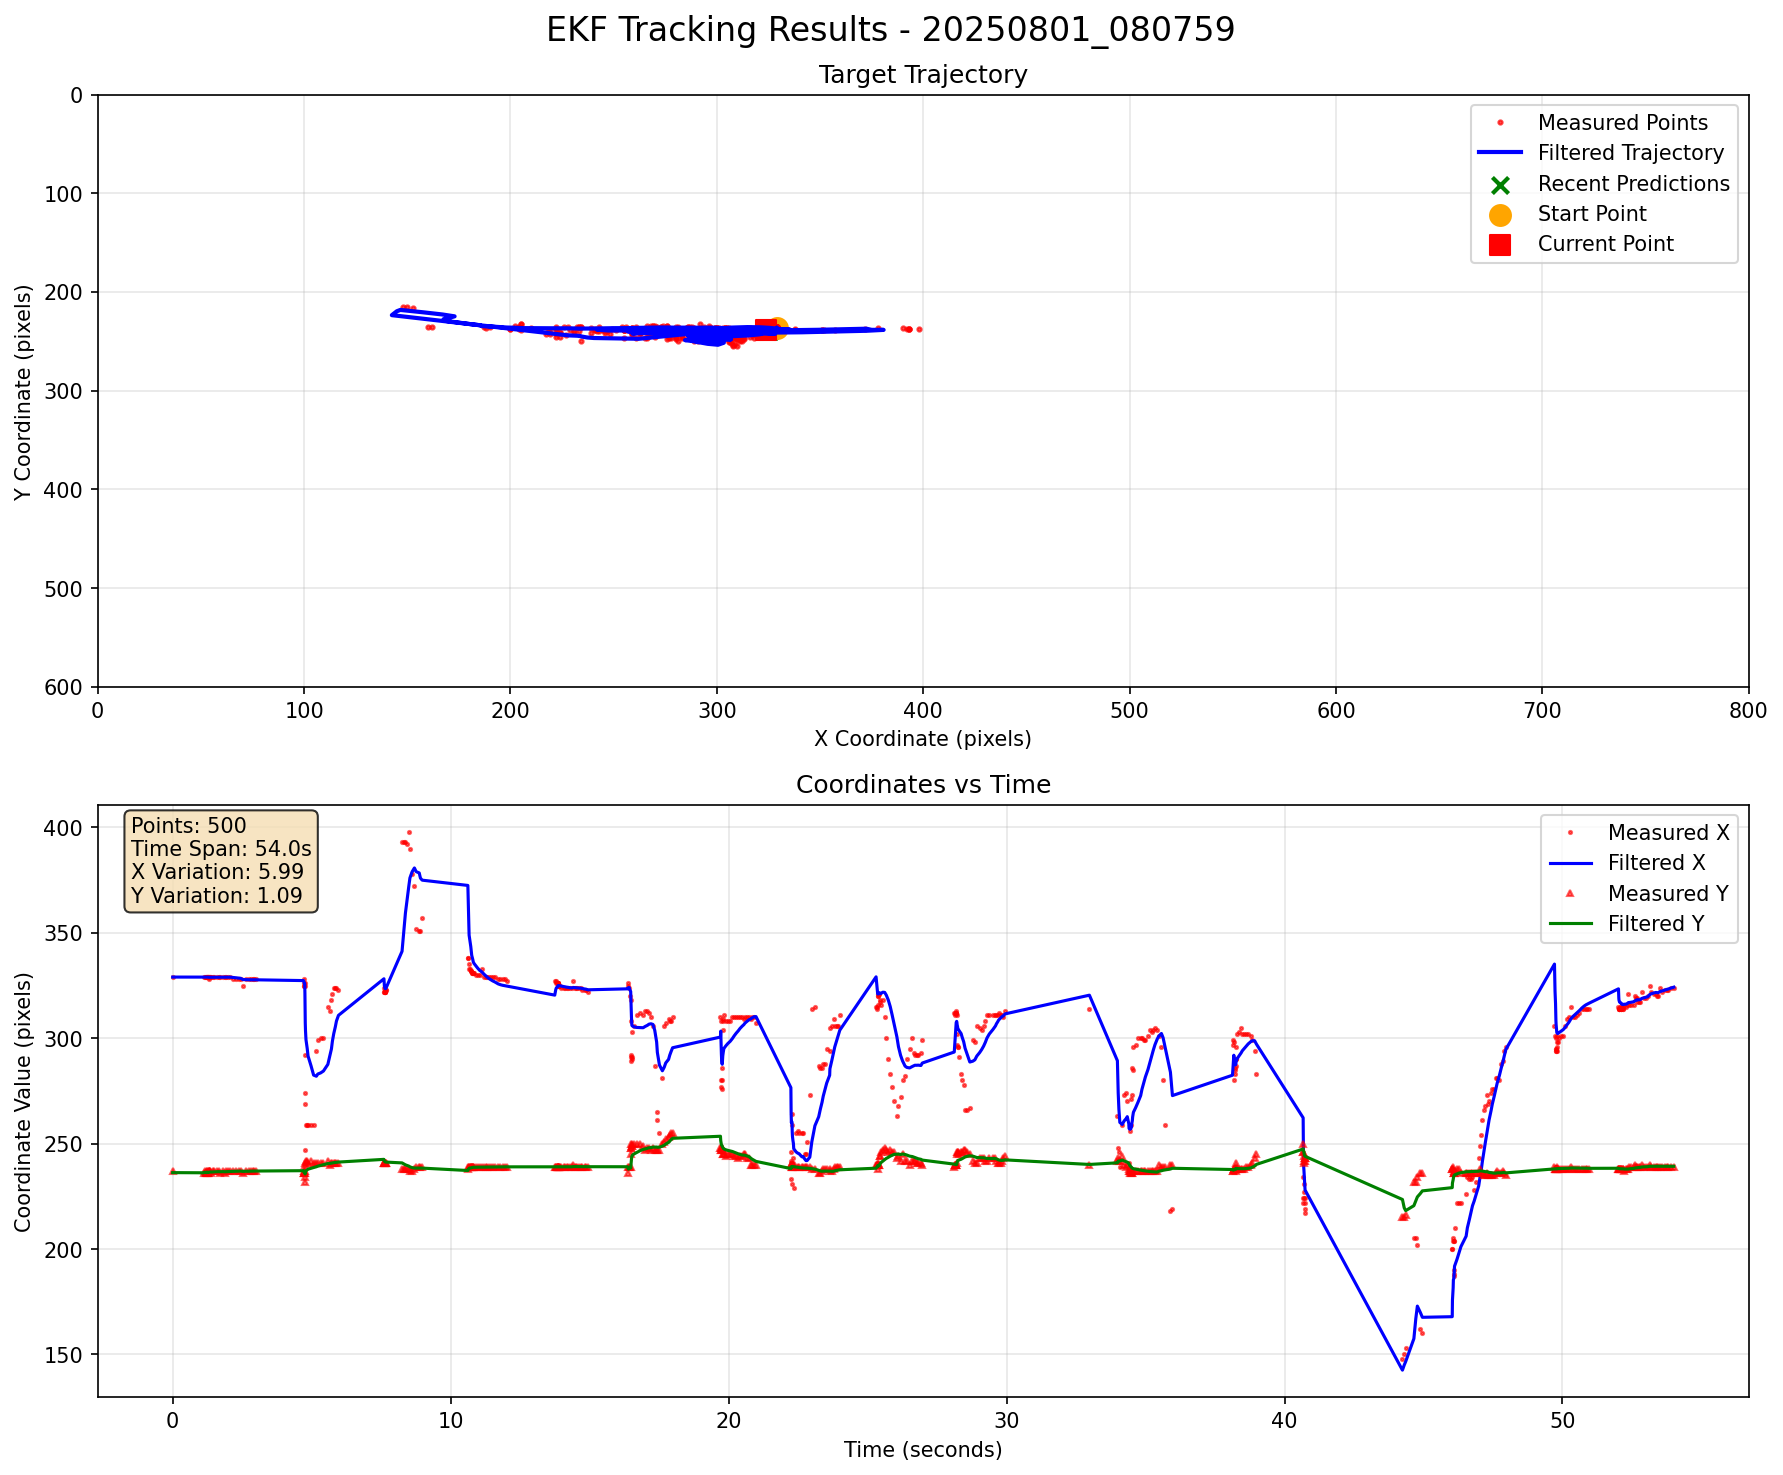 EKF Tracking Results - 20250801_080759
Target Trajectory
0
100
200
300
400
500
600
Y Coordinate (pixels)
Measured Points
Filtered Trajectory
Recent Predictions
Start Point
Current Point
0 100 200 300 400 500 600 700 800
X Coordinate (pixels)
Coordinates vs Time
400
350
300
250
200
150
Coordinate Value (pixels)
Points: 500
Time Span: 54.0s
X Variation: 5.99
Y Variation: 1.09
Measured X
Filtered X
Measured Y
Filtered Y
0 10 20 30 40 50
Time (seconds)